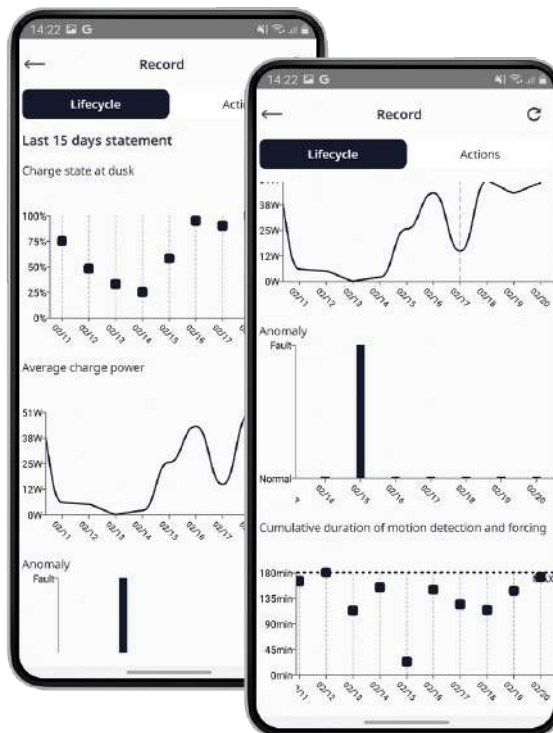 14:22 G
Record
Lifecycle
Last 15 days statement
Charge state at dusk
100%
75%
50%
25%
0%
02/11 02/12 02/13 02/14 02/15 02/16 02/17
Average charge power
51W
38W
25W
12W
0W
02/11 02/12 02/13 02/14 02/15 02/16 02/17
Anomaly
Fault
14:22 G
Record
Lifecycle Actions
38W
25W
12W
0W
02/11 02/12 02/13 02/14 02/15 02/16 02/17 02/18 02/19 02/20
Anomaly
Fault
Normal
02/14 02/15 02/16 02/17 02/18 02/19 02/20
Cumulative duration of motion detection and forcing
180min
MAX
135min
90min
45min
0min
02/12 02/13 02/14 02/15 02/16 02/17 02/18 02/19 02/20